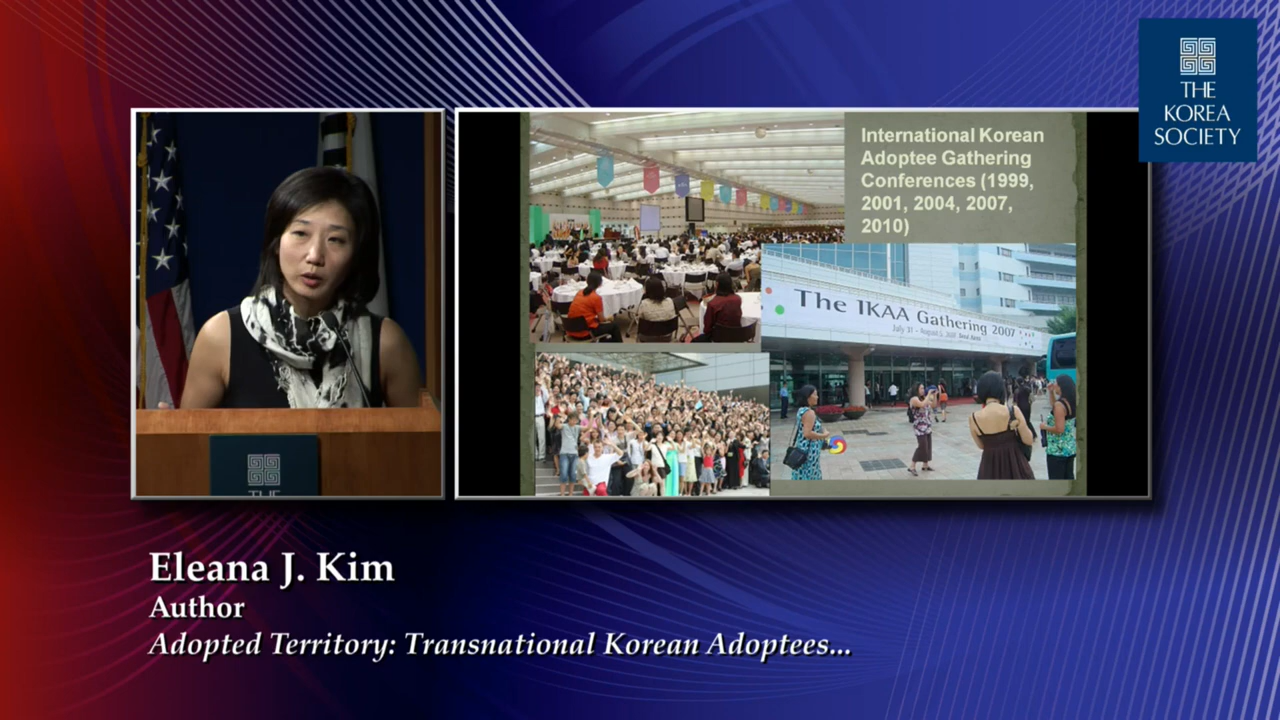 THE
KOREA
SOCIETY
International Korean
Adoptee Gathering
Conferences (1999,
2001, 2004, 2007,
2010)
The IKAA Gathering 2007
THE
Eleana J. Kim
Author
Adopted Territory: Transnational Korean Adoptees...